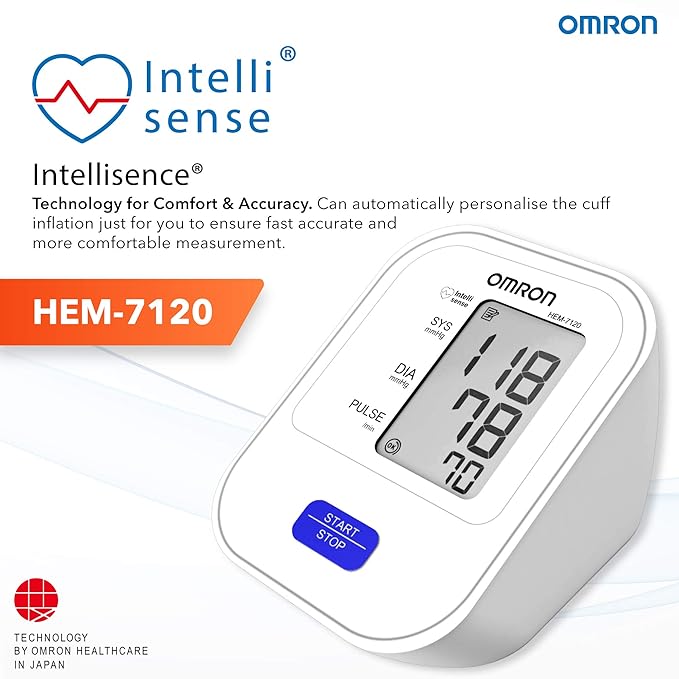 OMRON
Intelli®
sense
Intellisence®
Technology for Comfort & Accuracy. Can automatically personalise the cuff
inflation just for you to ensure fast accurate and
more comfortable measurement.
HEM-7120
OMRON
Intelli
sense
HEM-7120
SYS
mmHg
118
DIA
mmHg
78
PULSE
/min
70
OK
START
STOP
TECHNOLOGY
BY OMRON HEALTHCARE
IN JAPAN